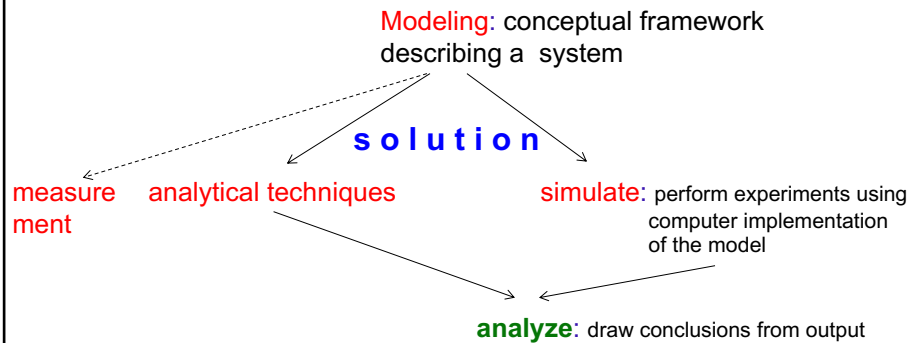 Modeling: conceptual framework
describing a system
solution
measure
ment
analytical techniques
simulate: perform experiments using
computer implementation
of the model
analyze: draw conclusions from output